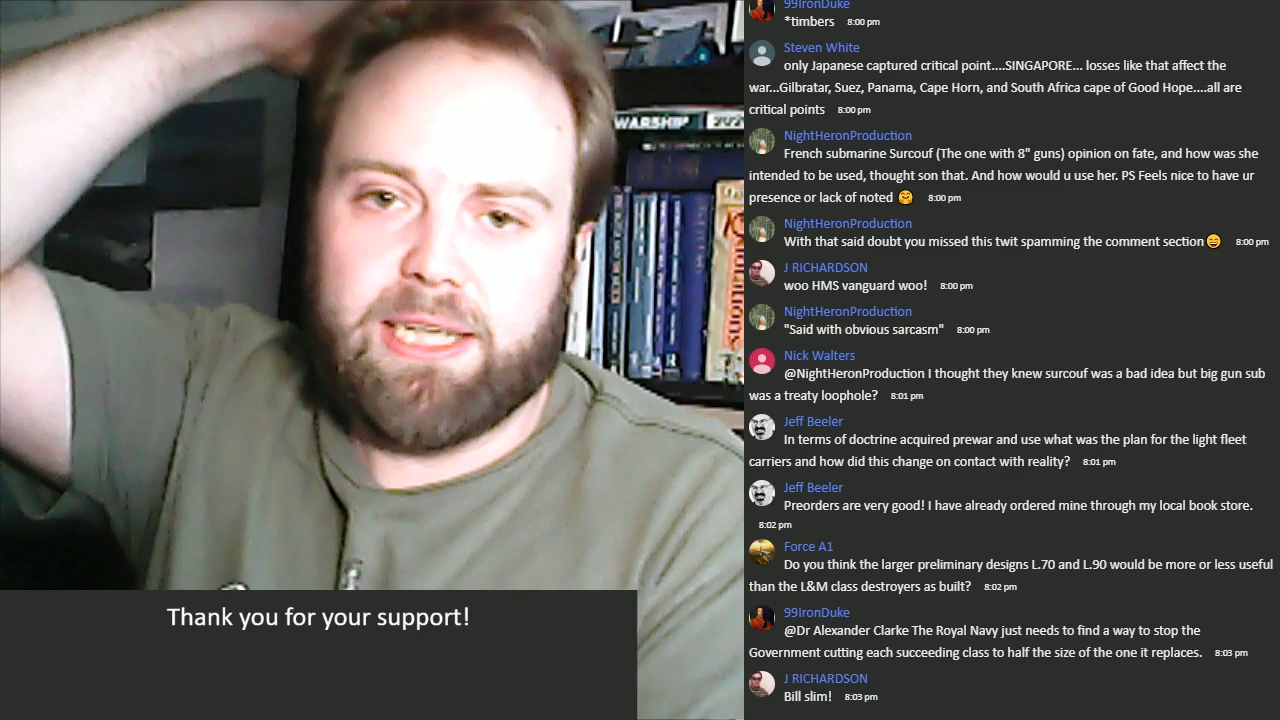 WARSHIP
Thank you for your support!
99IronDuke
*timbers 8:00 pm
Steven White
only Japanese captured critical point....SINGAPORE... losses like that affect the
war...Gilbratar, Suez, Panama, Cape Horn, and South Africa cape of Good Hope....all are
critical points 8:00 pm
NightHeronProduction
French submarine Surcouf (The one with 8" guns) opinion on fate, and how was she
intended to be used, thought son that. And how would u use her. PS Feels nice to have ur
presence or lack of noted 🤗 8:00 pm
NightHeronProduction
With that said doubt you missed this twit spamming the comment section 😄 8:00 pm
J RICHARDSON
woo HMS vanguard woo! 8:00 pm
NightHeronProduction
"Said with obvious sarcasm" 8:00 pm
Nick Walters
@NightHeronProduction I thought they knew surcouf was a bad idea but big gun sub
was a treaty loophole? 8:01 pm
Jeff Beeler
In terms of doctrine acquired prewar and use what was the plan for the light fleet
carriers and how did this change on contact with reality? 8:01 pm
Jeff Beeler
Preorders are very good! I have already ordered mine through my local book store.
8:02 pm
Force A1
Do you think the larger preliminary designs L.70 and L.90 would be more or less useful
than the L&M class destroyers as built? 8:02 pm
99IronDuke
@Dr Alexander Clarke The Royal Navy just needs to find a way to stop the
Government cutting each succeeding class to half the size of the one it replaces. 8:03 pm
J RICHARDSON
Bill slim! 8:03 pm